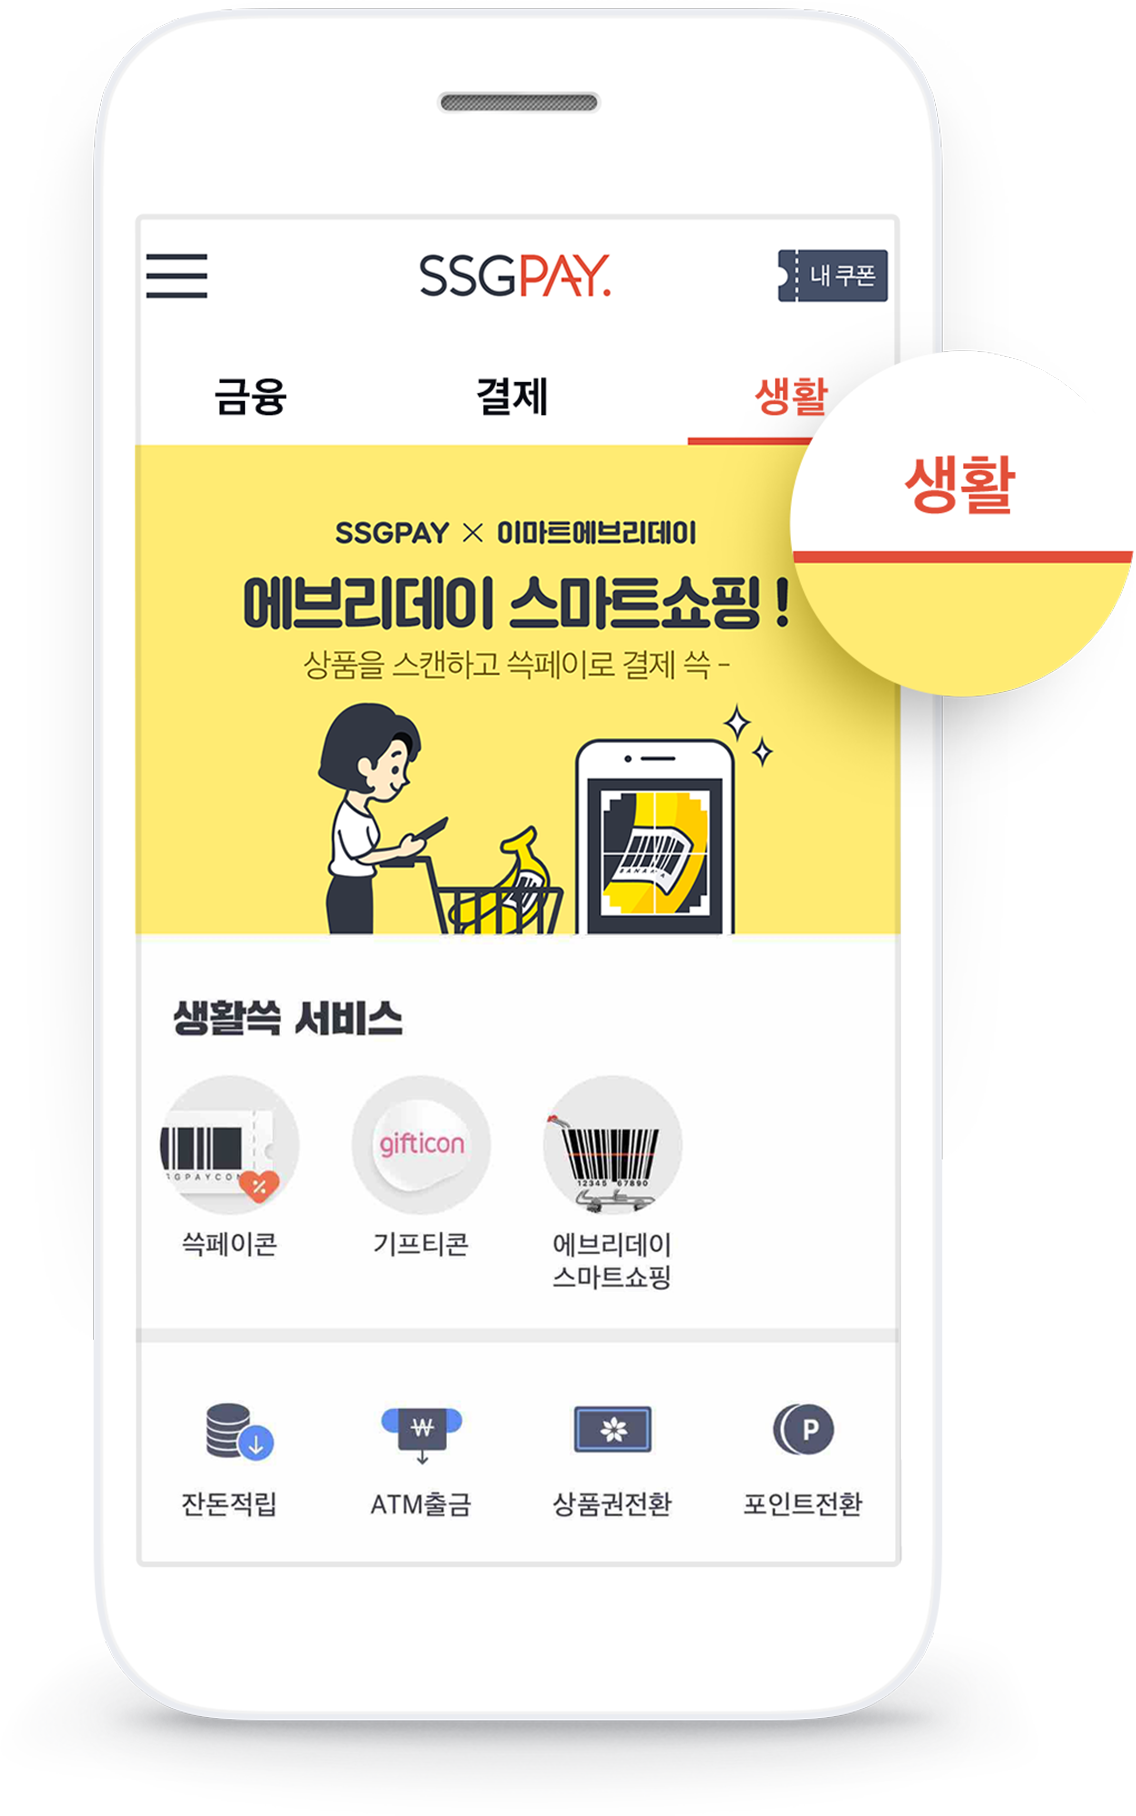 SSGPAY.
내 쿠폰
금융
결제
생활
생활
SSGPAY × 이마트에브리데이
에브리데이 스마트쇼핑 !
상품을 스캔하고 쓱페이로 결제 쓱 -
BANANA
생활쓱 서비스
SGPAYCON
gifticon
12345 67890
쓱페이콘
기프티콘
에브리데이
스마트쇼핑
₩
P
잔돈적립
ATM출금
상품권전환
포인트전환